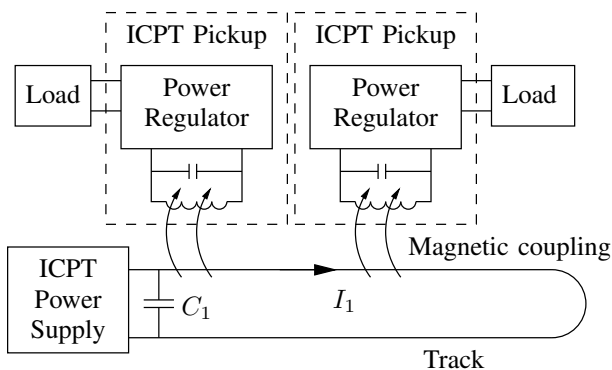 ICPT Pickup
ICPT Pickup
Load
Power
Regulator
Power
Regulator
Load
Magnetic coupling
ICPT
Power
Supply
C1
I1
Track